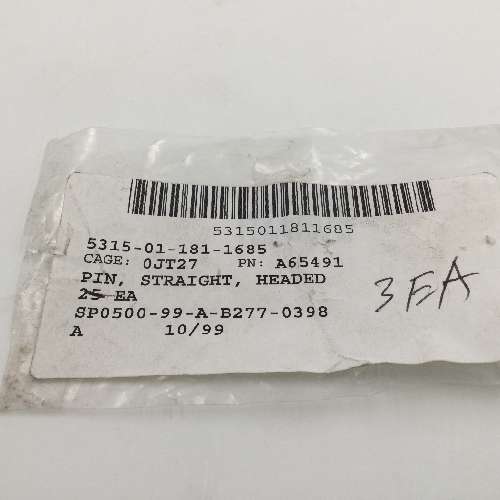 5315011811685
5315-01-181-1685
CAGE: 0JT27 PN: A65491
PIN, STRAIGHT, HEADED
25 EA
3EA
SP0500-99-A-B277-0398
A 10/99